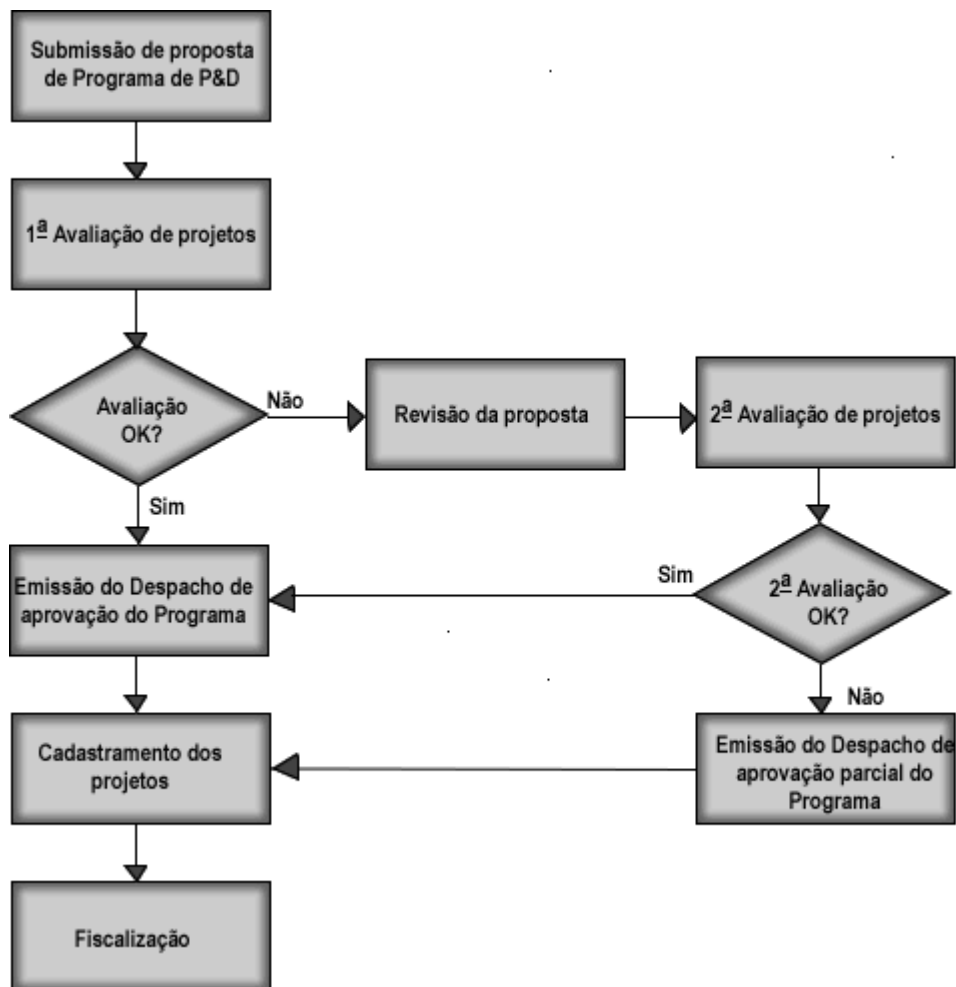 Submissão de proposta
de Programa de P&D
1ª Avaliação de projetos
Avaliação
OK?
Não
Revisão da proposta
2ª Avaliação de projetos
Sim
Emissão do Despacho de
aprovação do Programa
Sim
2ª Avaliação
OK?
Não
Cadastramento dos
projetos
Emissão do Despacho de
aprovação parcial do
Programa
Fiscalização